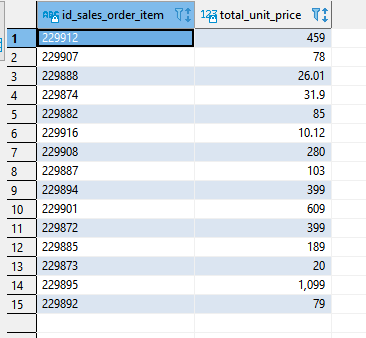 ABC id_sales_order_item 123 total_unit_price
1 229912 459
2 229907 78
3 229888 26.01
4 229874 31.9
5 229882 85
6 229916 10.12
7 229908 280
8 229887 103
9 229894 399
10 229901 609
11 229872 399
12 229885 189
13 229873 20
14 229895 1,099
15 229892 79